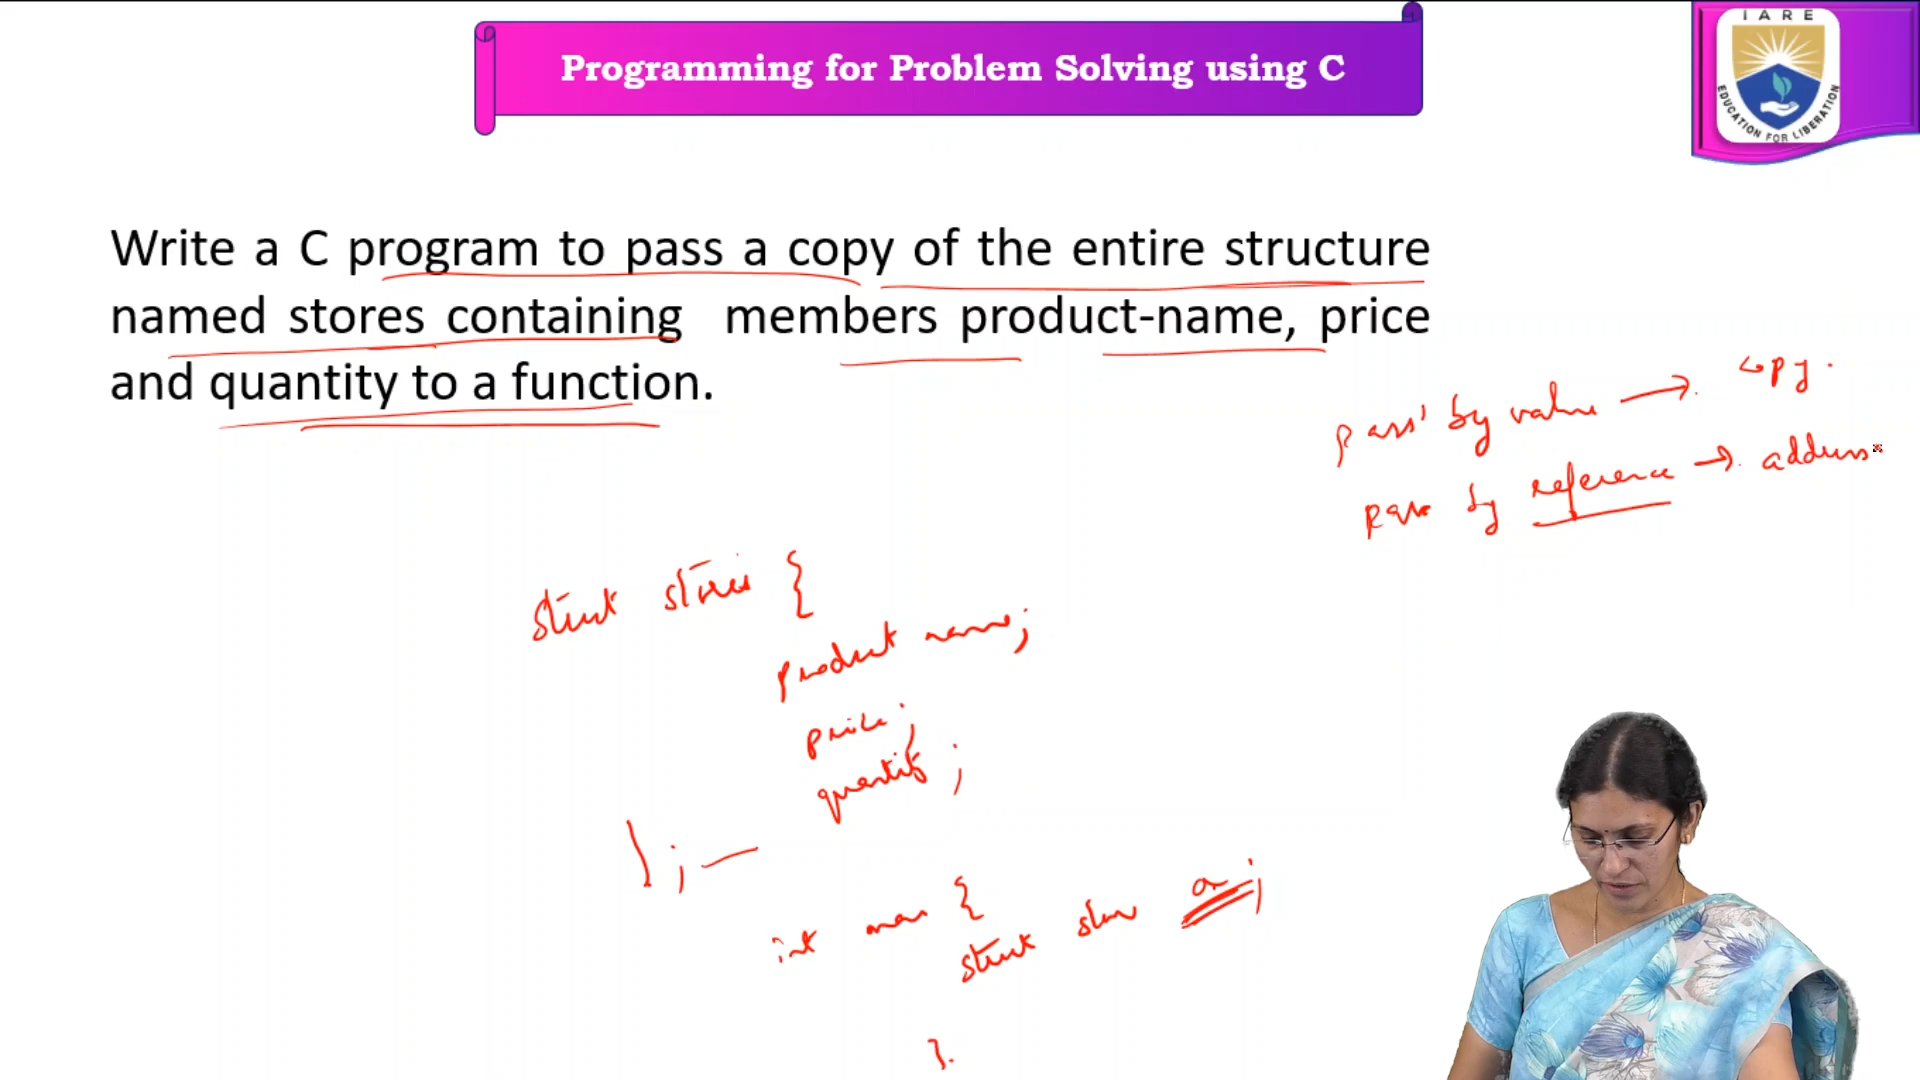 Programming for Problem Solving using C
IARE
EDUCATION FOR LIBERATION
Write a C program to pass a copy of the entire structure
named stores containing members product-name, price
and quantity to a function.
pass by value → copy.
pass by reference → address
struct stores {
product name;
price;
quantity;
};
int main {
struct store a;
}.